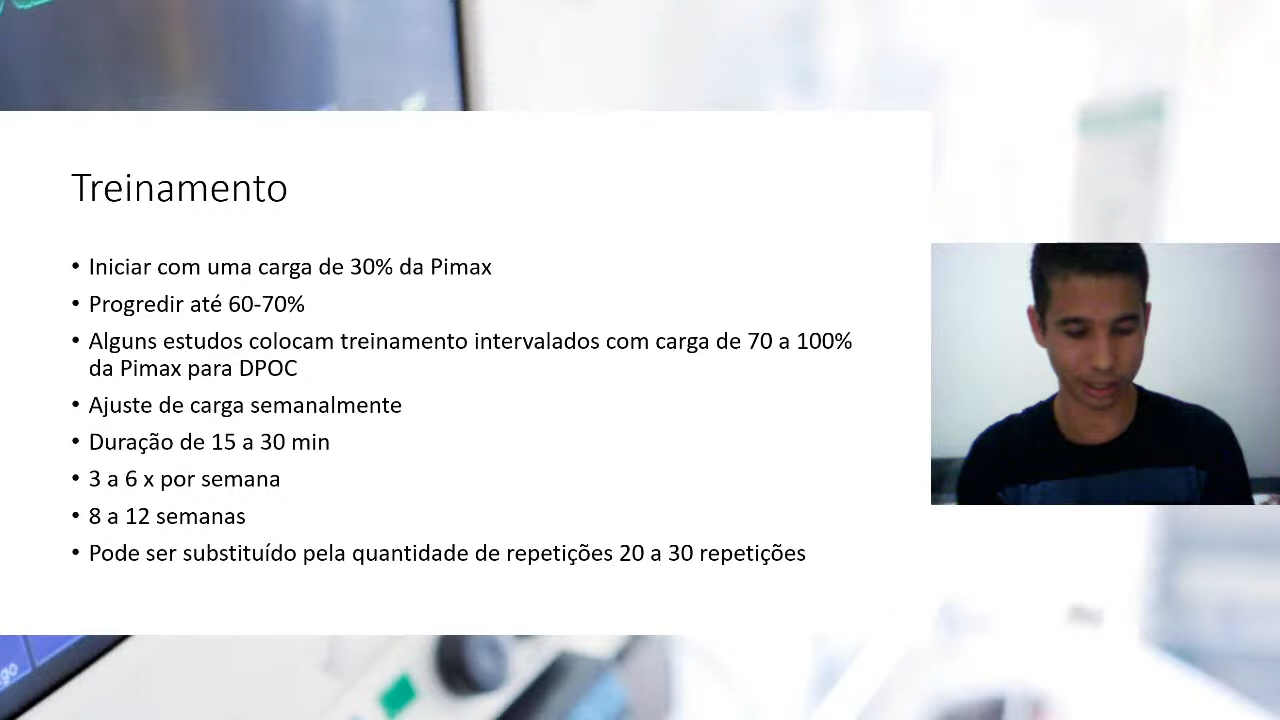 Treinamento
• Iniciar com uma carga de 30% da Pimax
• Progredir até 60-70%
• Alguns estudos colocam treinamento intervalados com carga de 70 a 100%
da Pimax para DPOC
• Ajuste de carga semanalmente
• Duração de 15 a 30 min
• 3 a 6 x por semana
• 8 a 12 semanas
• Pode ser substituído pela quantidade de repetições 20 a 30 repetições